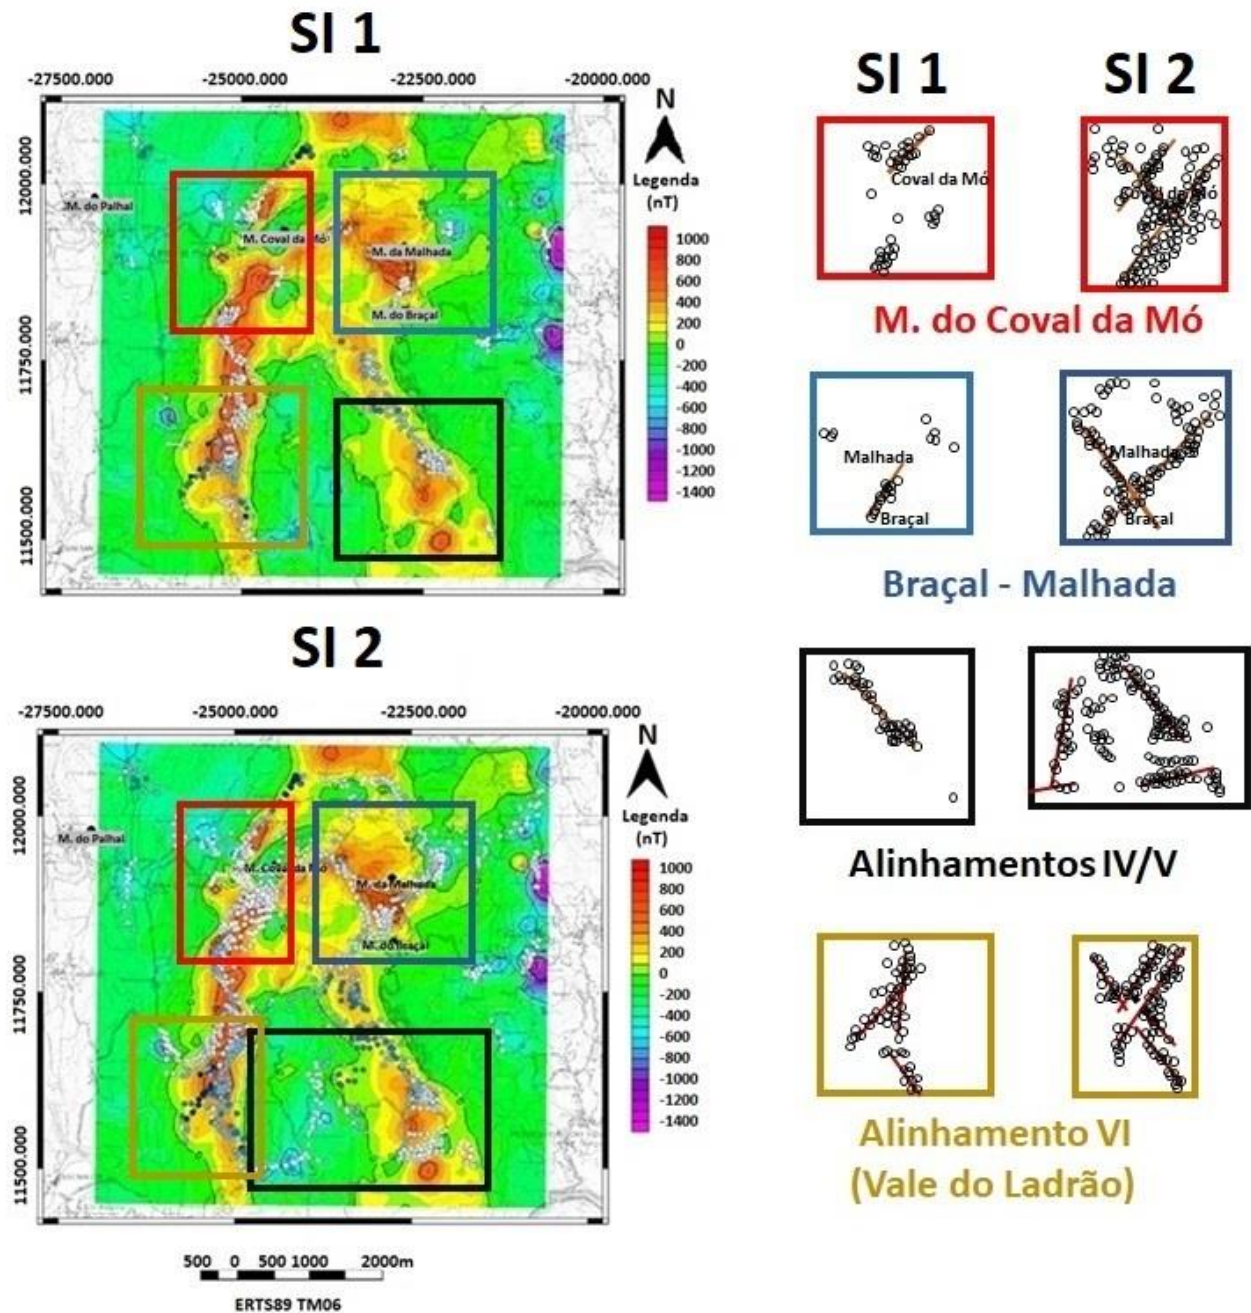 SI 1
-27500.000 -25000.000 -22500.000 -20000.000
N
Legenda
(nT)
12000.000
11750.000
11500.000
M. do Palhal
M. Coval da Mó
M. da Malhada
M. do Braçal
1000
800
600
400
200
0
-200
-400
-600
-800
-1000
-1200
-1400
SI 2
-27500.000 -25000.000 -22500.000 -20000.000
N
Legenda
(nT)
12000.000
11750.000
11500.000
M. do Palhal
M. Coval da Mó
M. da Malhada
M. do Braçal
1000
800
600
400
200
0
-200
-400
-600
-800
-1000
-1200
-1400
500 0 500 1000 2000m
ERTS89 TM06
SI 1 SI 2
Coval da Mó
Coval da Mó
M. do Coval da Mó
Malhada
Braçal
Malhada
Braçal
Braçal - Malhada
Alinhamentos IV/V
Alinhamento VI
(Vale do Ladrão)